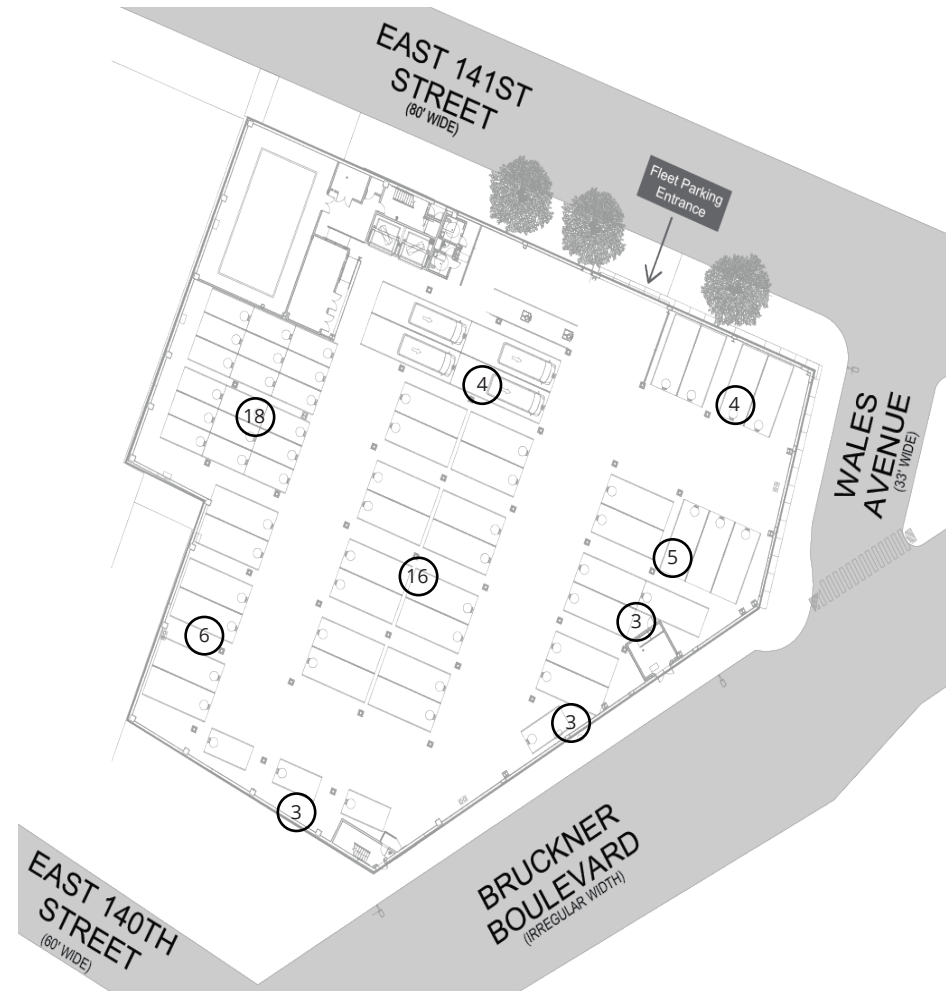 EAST 141ST
STREET
(80' WIDE)
Fleet Parking
Entrance
4
4
18
WALES
AVENUE
(33' WIDE)
5
16
3
6
3
3
BRUCKNER
BOULEVARD
(IRREGULAR WIDTH)
EAST 140TH
STREET
(60' WIDE)